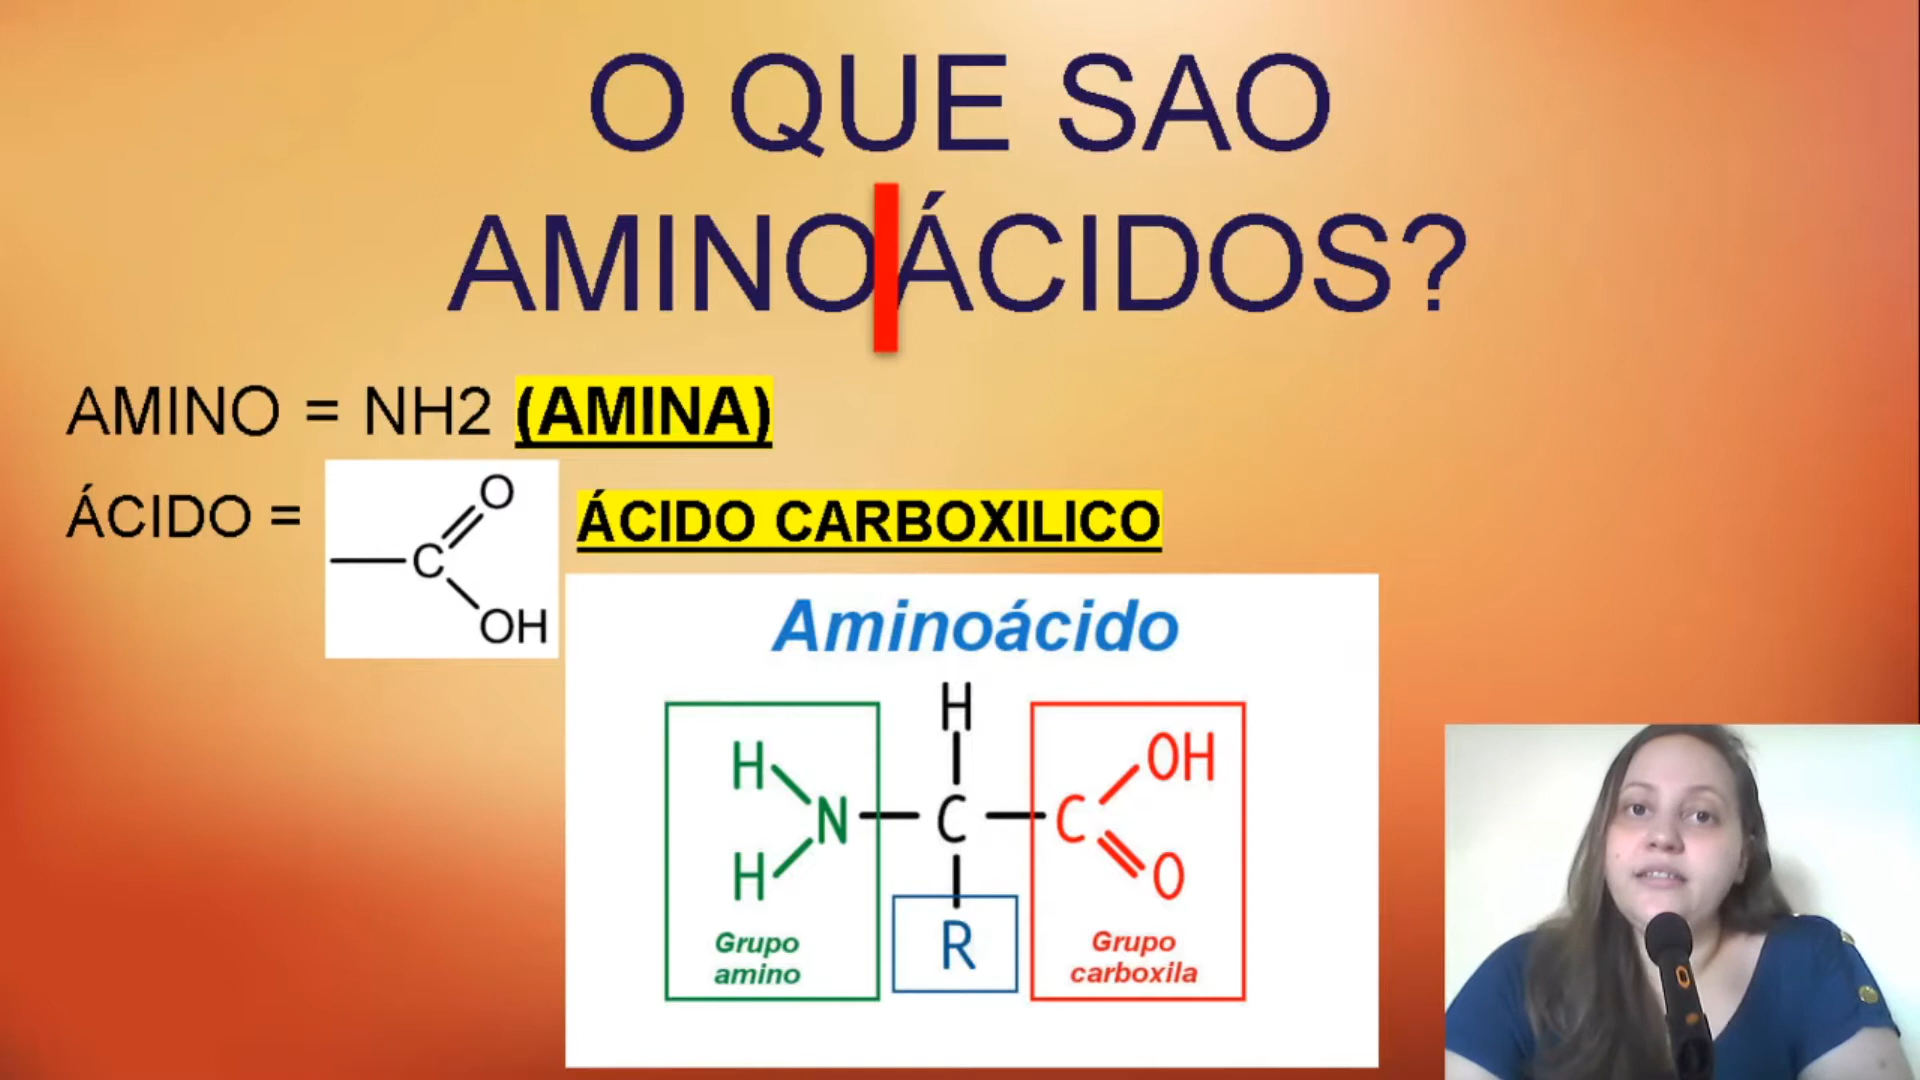 O QUE SAO
AMINOÁCIDOS?
AMINO = NH2 (AMINA)
ÁCIDO =
O
C
OH
ÁCIDO CARBOXILICO
Aminoácido
H
H
OH
N
C
C
H
O
R
Grupo
amino
Grupo
carboxila